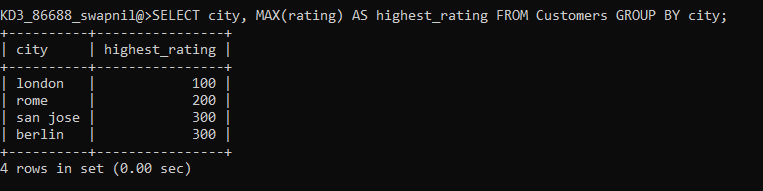 KD3_86688_swapnil@>SELECT city, MAX(rating) AS highest_rating FROM Customers GROUP BY city;
+----------+----------------+
| city     | highest_rating |
+----------+----------------+
| london   |            100 |
| rome     |            200 |
| san jose |            300 |
| berlin   |            300 |
+----------+----------------+
4 rows in set (0.00 sec)